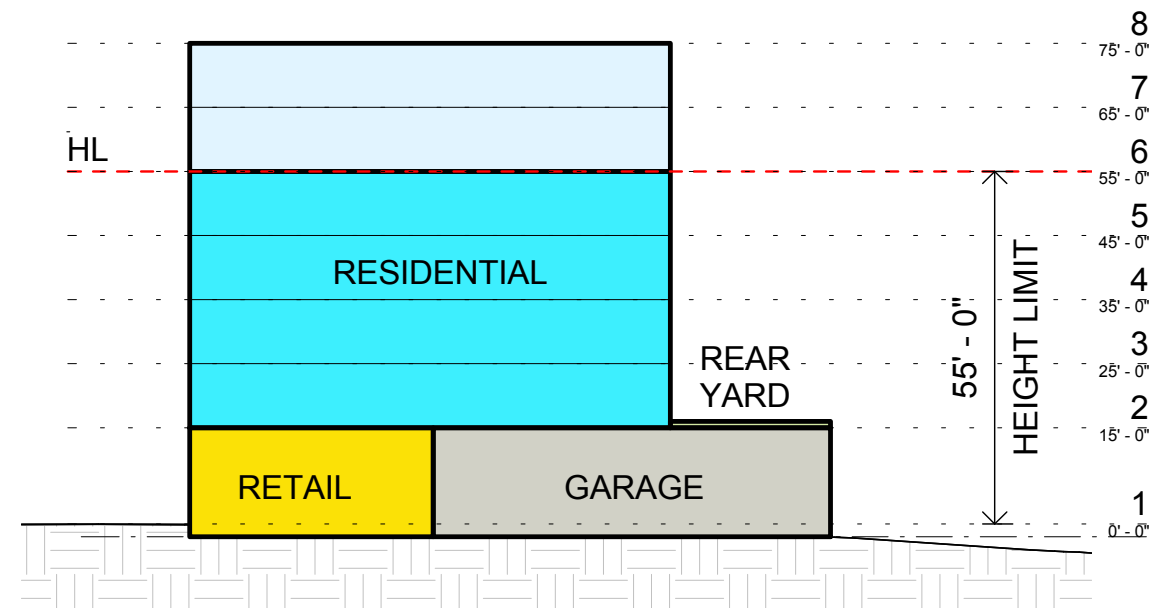 8
75' - 0"
7
65' - 0"
HL
6
55' - 0"
5
45' - 0"
RESIDENTIAL
4
35' - 0"
55' - 0"
HEIGHT LIMIT
REAR
YARD
3
25' - 0"
2
15' - 0"
RETAIL
GARAGE
1
0' - 0"